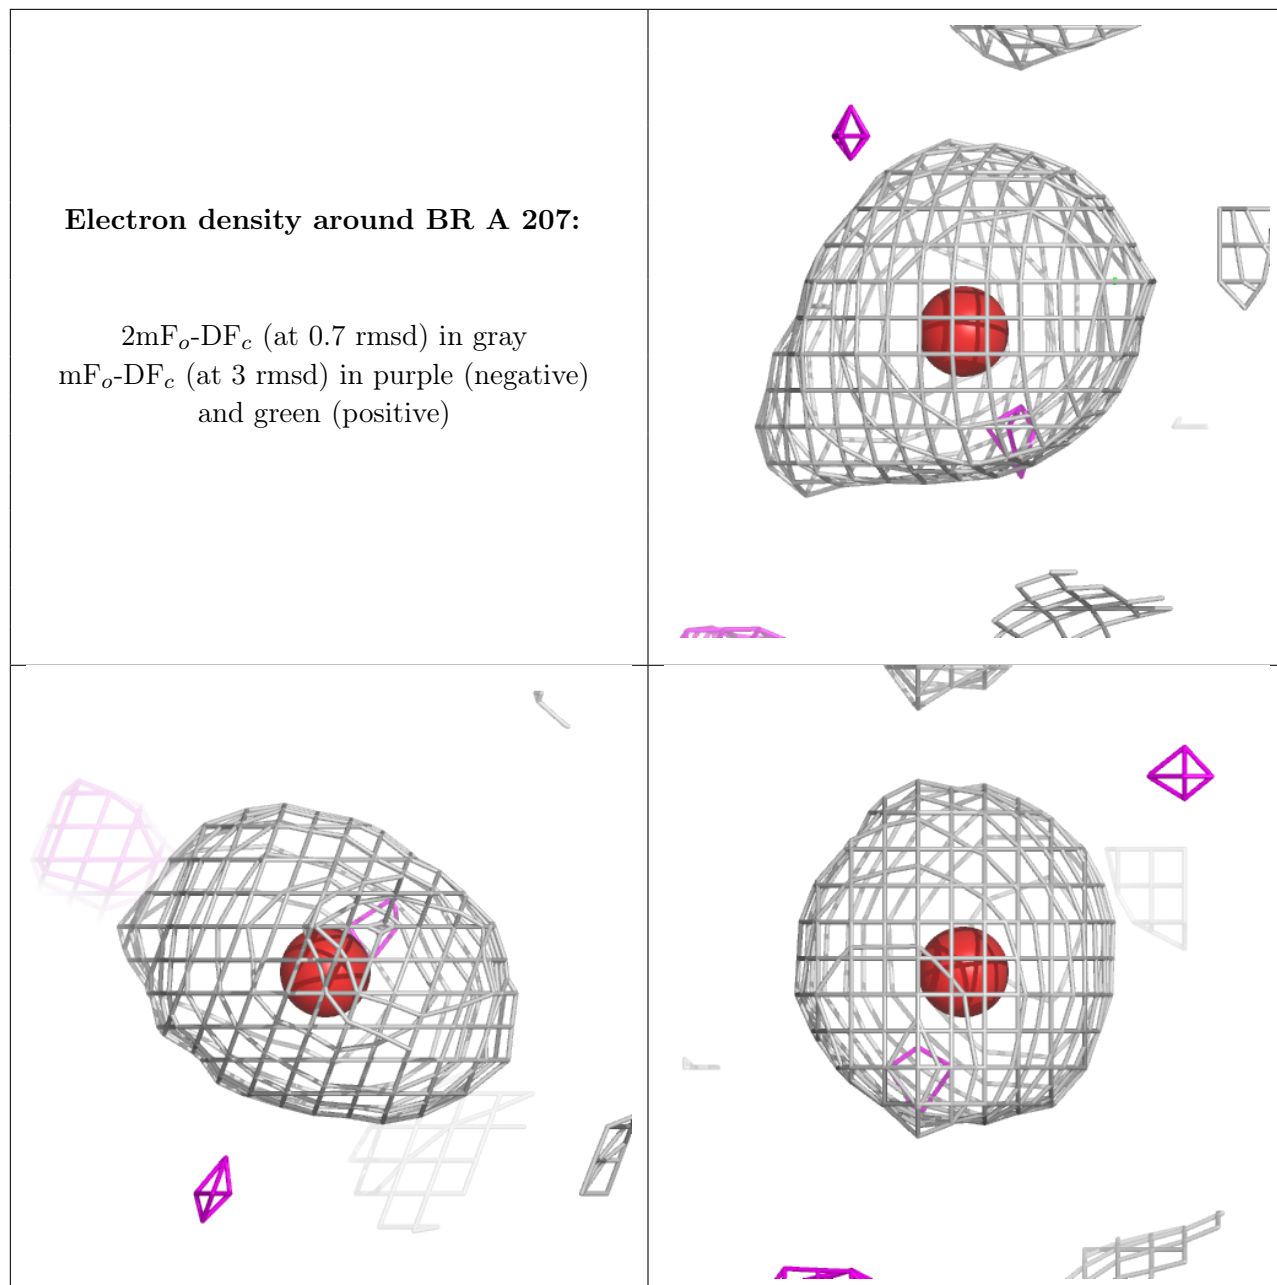 Electron density around BR A 207:
2mFo-DFc (at 0.7 rmsd) in gray
mFo-DFc (at 3 rmsd) in purple (negative)
and green (positive)